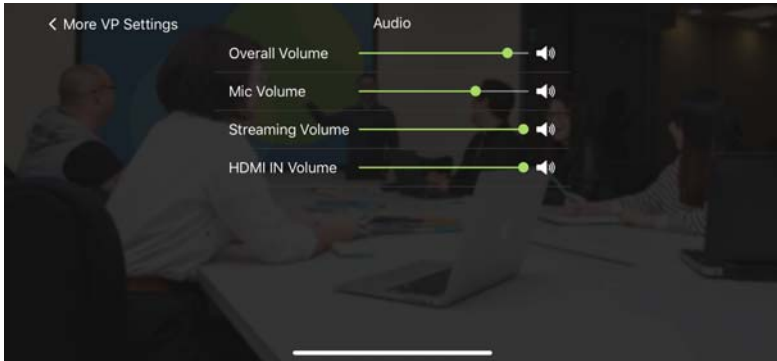 More VP Settings
Audio
Overall Volume
Mic Volume
Streaming Volume
HDMI IN Volume